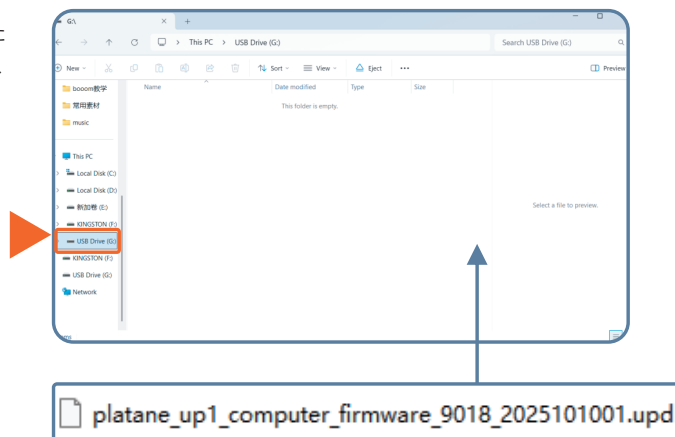 G:\
This PC > USB Drive (G:)
Search USB Drive (G:)
New
Sort
View
Eject
Preview
Name
Date modified
Type
Size
This folder is empty.
booom数学
常用素材
music
This PC
Local Disk (C:)
Local Disk (D:)
新加卷 (E:)
KINGSTON (F:)
USB Drive (G:)
KINGSTON (F:)
USB Drive (G:)
Network
Select a file to preview.
platane_up1_computer_firmware_9018_2025101001.upd